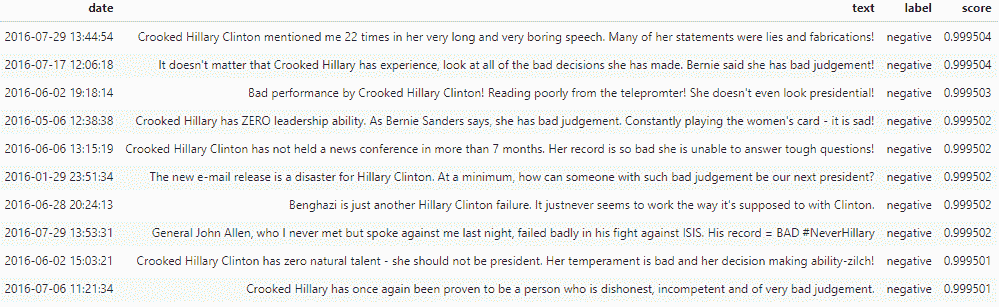 date text label score
2016-07-29 13:44:54 Crooked Hillary Clinton mentioned me 22 times in her very long and very boring speech. Many of her statements were lies and fabrications! negative 0.999504
2016-07-17 12:06:18 It doesn't matter that Crooked Hillary has experience, look at all of the bad decisions she has made. Bernie said she has bad judgement! negative 0.999504
2016-06-02 19:18:14 Bad performance by Crooked Hillary Clinton! Reading poorly from the telepromter! She doesn't even look presidential! negative 0.999503
2016-05-06 12:38:38 Crooked Hillary has ZERO leadership ability. As Bernie Sanders says, she has bad judgement. Constantly playing the women's card - it is sad! negative 0.999502
2016-06-06 13:15:19 Crooked Hillary Clinton has not held a news conference in more than 7 months. Her record is so bad she is unable to answer tough questions! negative 0.999502
2016-01-29 23:51:34 The new e-mail release is a disaster for Hillary Clinton. At a minimum, how can someone with such bad judgement be our next president? negative 0.999502
2016-06-28 20:24:13 Benghazi is just another Hillary Clinton failure. It justnever seems to work the way it's supposed to with Clinton. negative 0.999502
2016-07-29 13:53:31 General John Allen, who I never met but spoke against me last night, failed badly in his fight against ISIS. His record = BAD #NeverHillary negative 0.999502
2016-06-02 15:03:21 Crooked Hillary Clinton has zero natural talent - she should not be president. Her temperament is bad and her decision making ability-zilch! negative 0.999501
2016-07-06 11:21:34 Crooked Hillary has once again been proven to be a person who is dishonest, incompetent and of very bad judgement. negative 0.999501